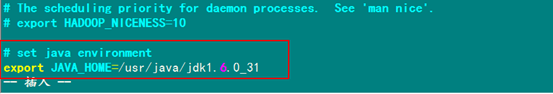 # The scheduling priority for daemon processes.  See 'man nice'.
# export HADOOP_NICENESS=10
# set java environment
export JAVA_HOME=/usr/java/jdk1.6.0_31
-- 插入 --